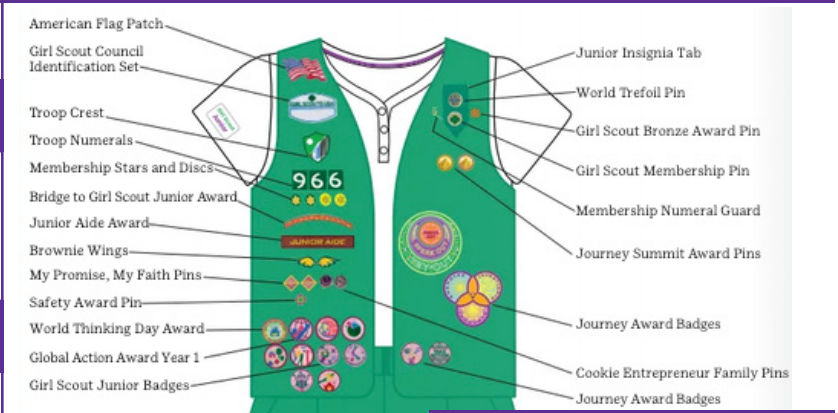 American Flag Patch
Girl Scout Council
Identification Set
Troop Crest
Troop Numerals
Membership Stars and Discs
Bridge to Girl Scout Junior Award
Junior Aide Award
Brownie Wings
My Promise, My Faith Pins
Safety Award Pin
World Thinking Day Award
Global Action Award Year 1
Girl Scout Junior Badges
966
JUNIOR AIDE
Junior Insignia Tab
World Trefoil Pin
Girl Scout Bronze Award Pin
Girl Scout Membership Pin
Membership Numeral Guard
Journey Summit Award Pins
Journey Award Badges
Cookie Entrepreneur Family Pins
Journey Award Badges